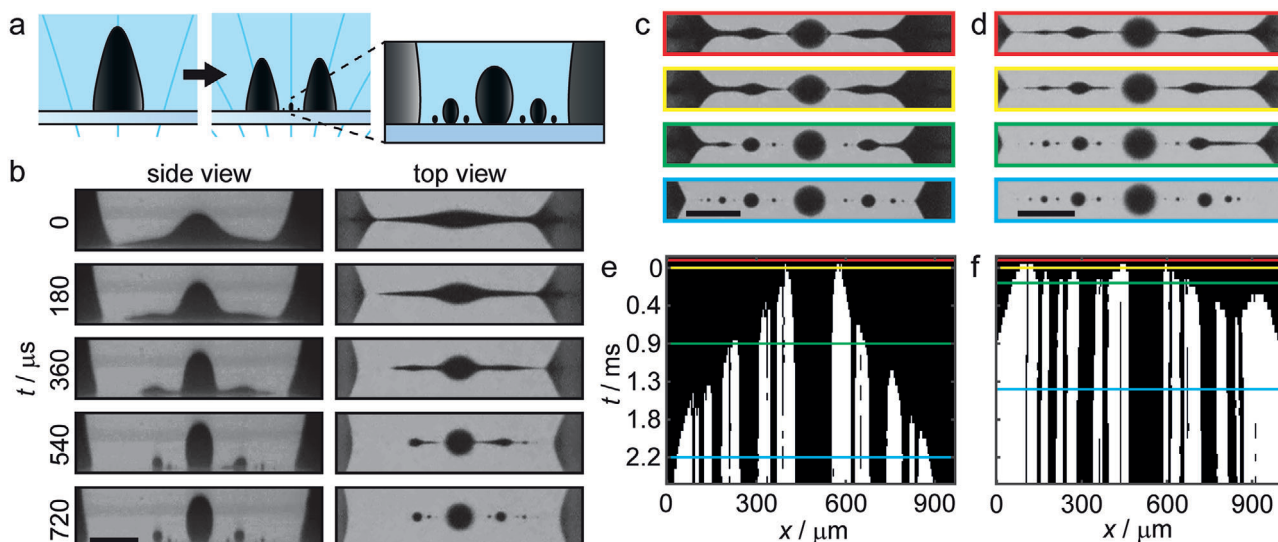 a
b
side view
top view
t / µs
0
180
360
540
720
c
d
e
f
t / ms
0
0.4
0.9
1.3
1.8
2.2
0
300
600
900
x / µm
0
300
600
900
x / µm